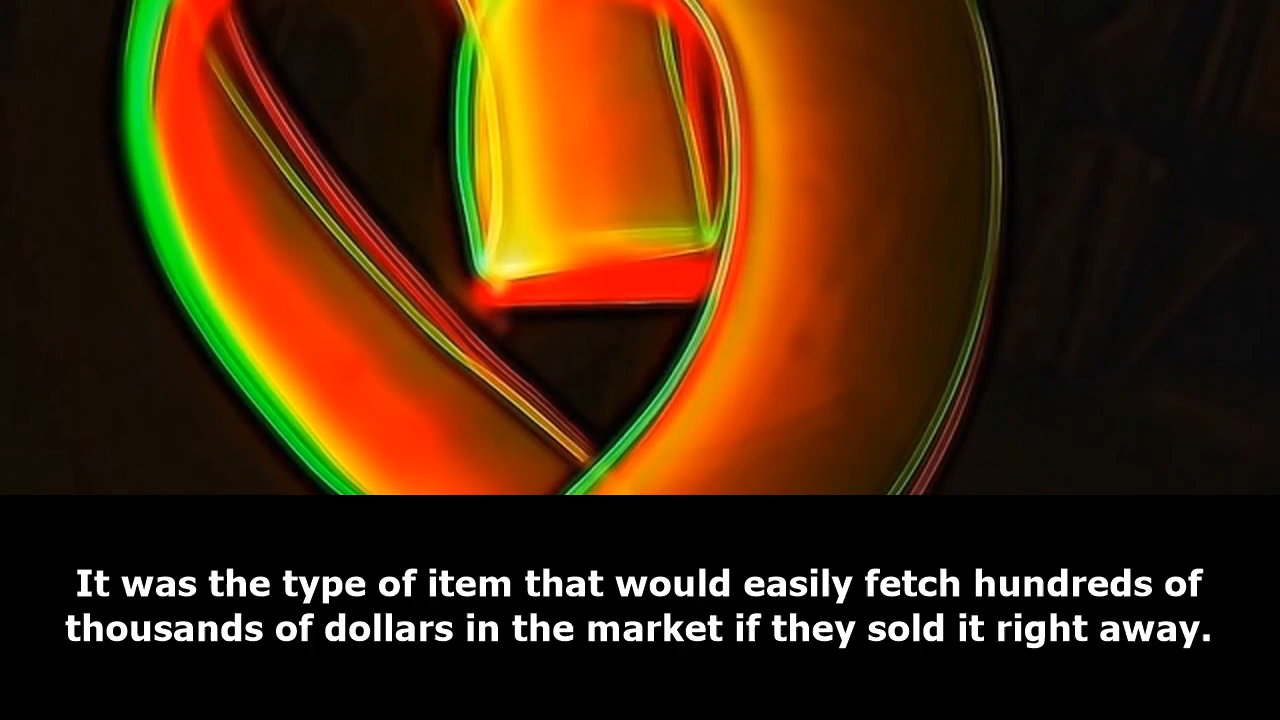 It was the type of item that would easily fetch hundreds of
thousands of dollars in the market if they sold it right away.